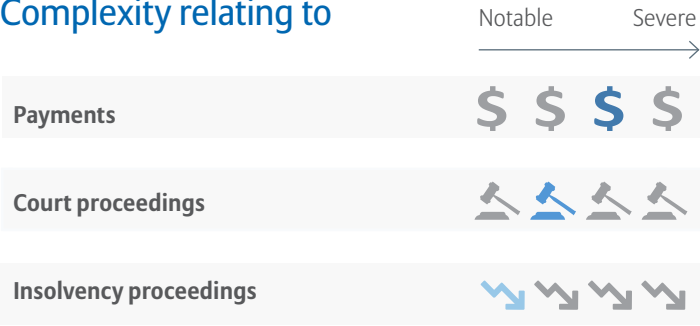 Complexity relating to
Notable Severe
Payments $ $ $ $
Court proceedings
Insolvency proceedings